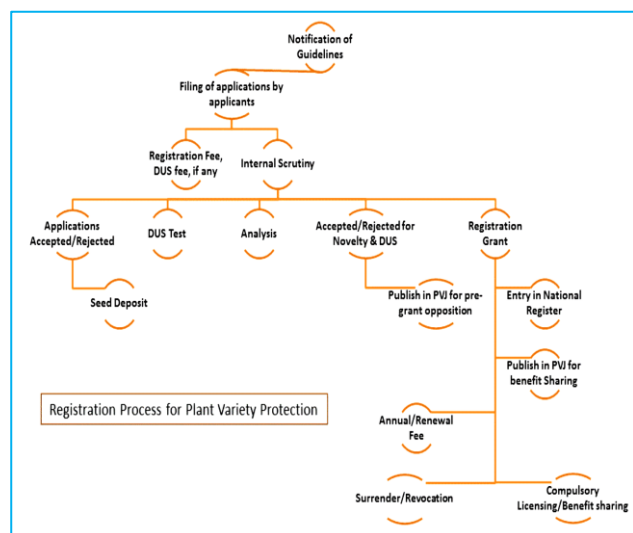 Notification of
Guidelines
Filing of applications by
applicants
Registration Fee,
DUS fee, if any
Internal Scrutiny
Applications
Accepted/Rejected
DUS Test
Analysis
Accepted/Rejected for
Novelty & DUS
Registration
Grant
Seed Deposit
Publish in PVJ for pre-
grant opposition
Entry in National
Register
Publish in PVJ for
benefit Sharing
Registration Process for Plant Variety Protection
Annual/Renewal
Fee
Surrender/Revocation
Compulsory
Licensing/Benefit sharing